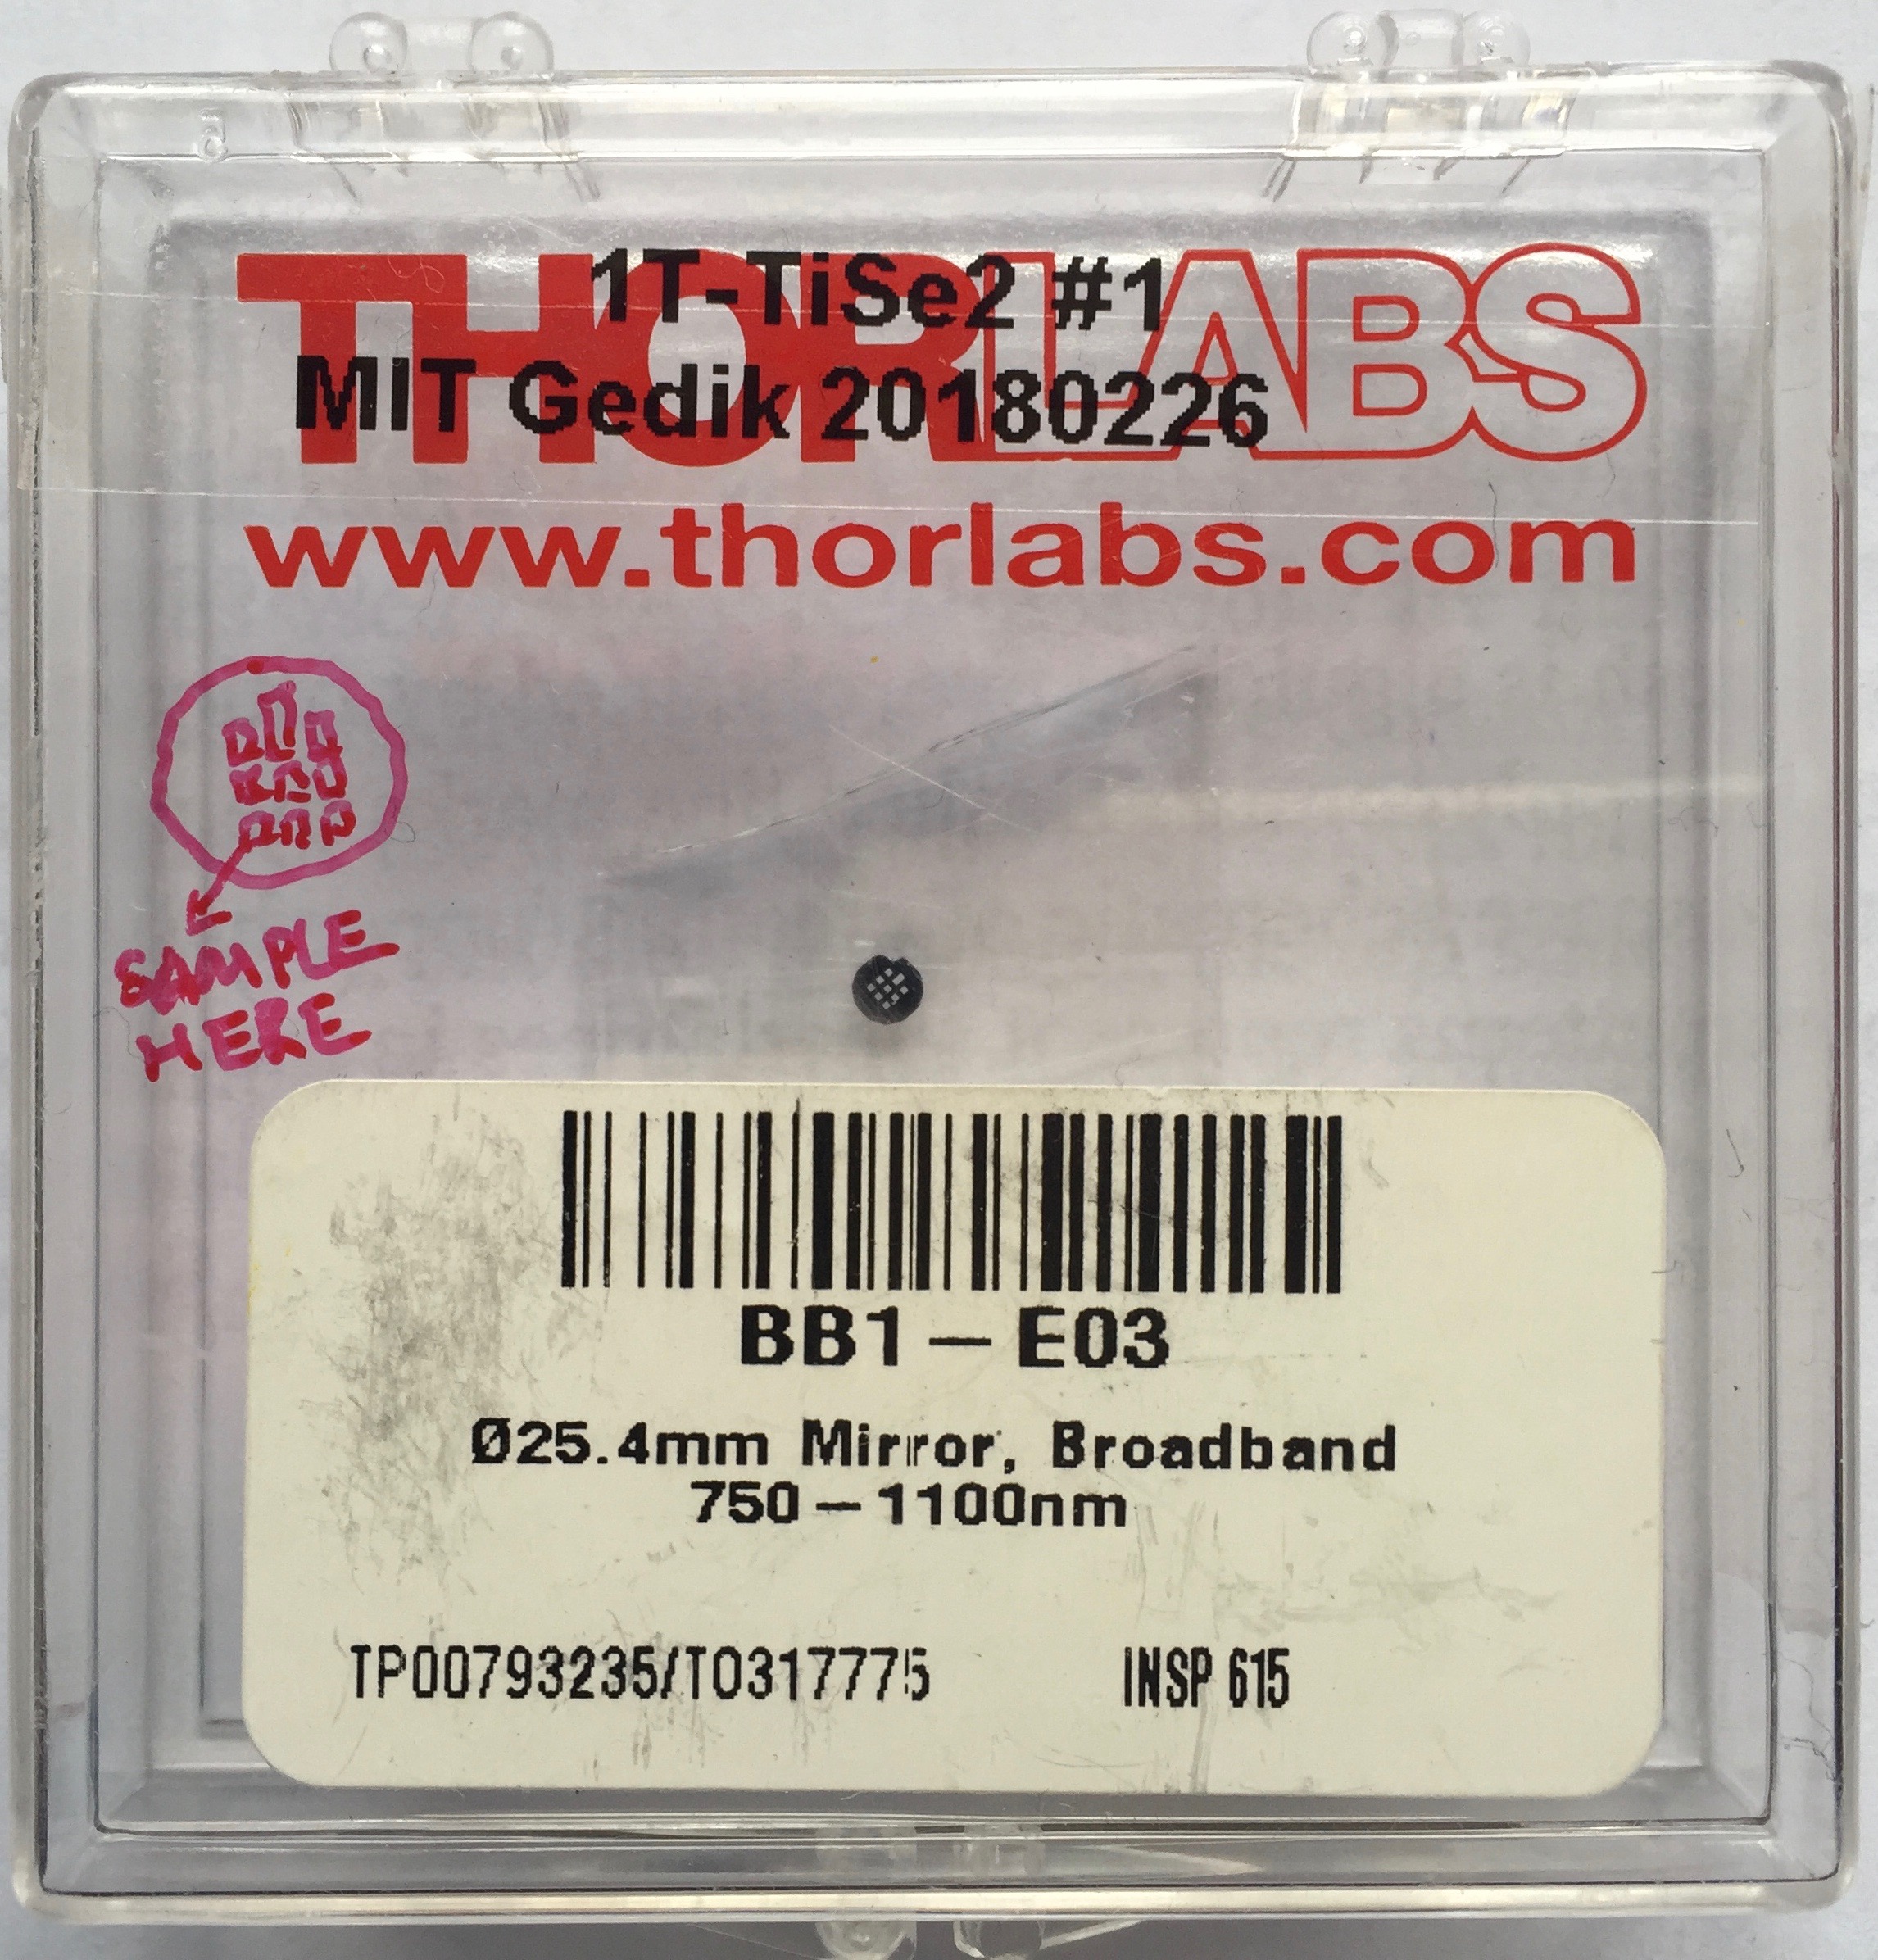 THORLABS
1T-TiSe2 #1
MIT Gedik 20180226
www.thorlabs.com
SAMPLE
HERE
BB1-E03
Ø25.4mm Mirror, Broadband
750-1100nm
TP00793235/TO317775 INSP 615